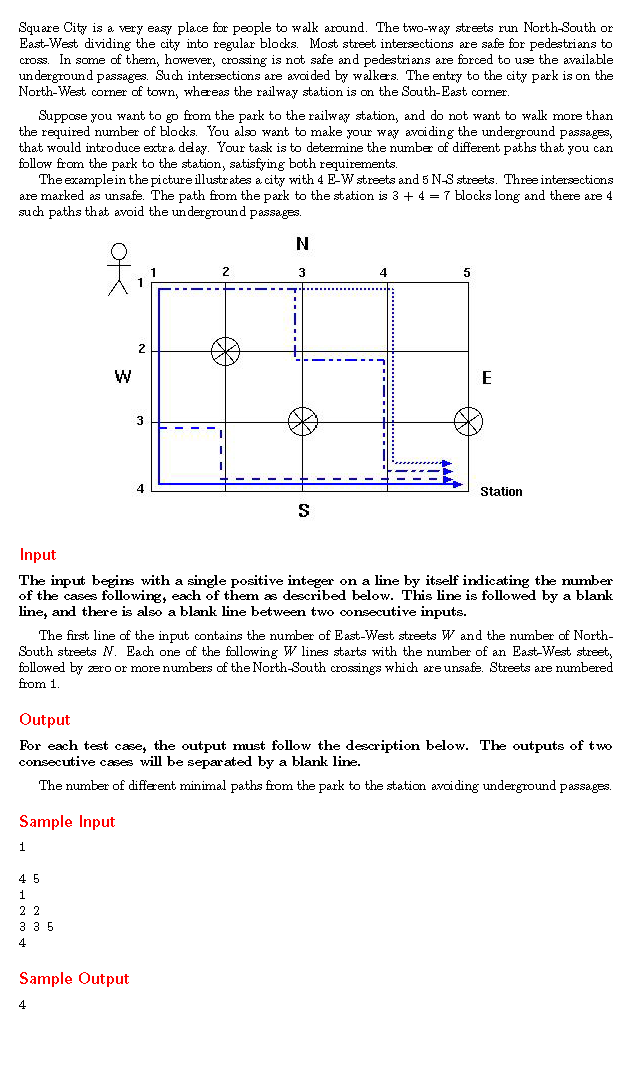 Square City is a very easy place for people to walk around. The two-way streets run North-South or
East-West dividing the city into regular blocks. Most street intersections are safe for pedestrians to
cross. In some of them, however, crossing is not safe and pedestrians are forced to use the available
underground passages. Such intersections are avoided by walkers. The entry to the city park is on the
North-West corner of town, whereas the railway station is on the South-East corner.
Suppose you want to go from the park to the railway station, and do not want to walk more than
the required number of blocks. You also want to make your way avoiding the underground passages,
that would introduce extra delay. Your task is to determine the number of different paths that you can
follow from the park to the station, satisfying both requirements.
The example in the picture illustrates a city with 4 E-W streets and 5 N-S streets. Three intersections
are marked as unsafe. The path from the park to the station is 3 + 4 = 7 blocks long and there are 4
such paths that avoid the underground passages.
N
1 2 3 4 5
1
2
W E
3
4
Station
S
Input
The input begins with a single positive integer on a line by itself indicating the number
of the cases following, each of them as described below. This line is followed by a blank
line, and there is also a blank line between two consecutive inputs.
The first line of the input contains the number of East-West streets W and the number of North-
South streets N. Each one of the following W lines starts with the number of an East-West street,
followed by zero or more numbers of the North-South crossings which are unsafe. Streets are numbered
from 1.
Output
For each test case, the output must follow the description below. The outputs of two
consecutive cases will be separated by a blank line.
The number of different minimal paths from the park to the station avoiding underground passages.
Sample Input
1
4 5
1
2 2
3 3 5
4
Sample Output
4